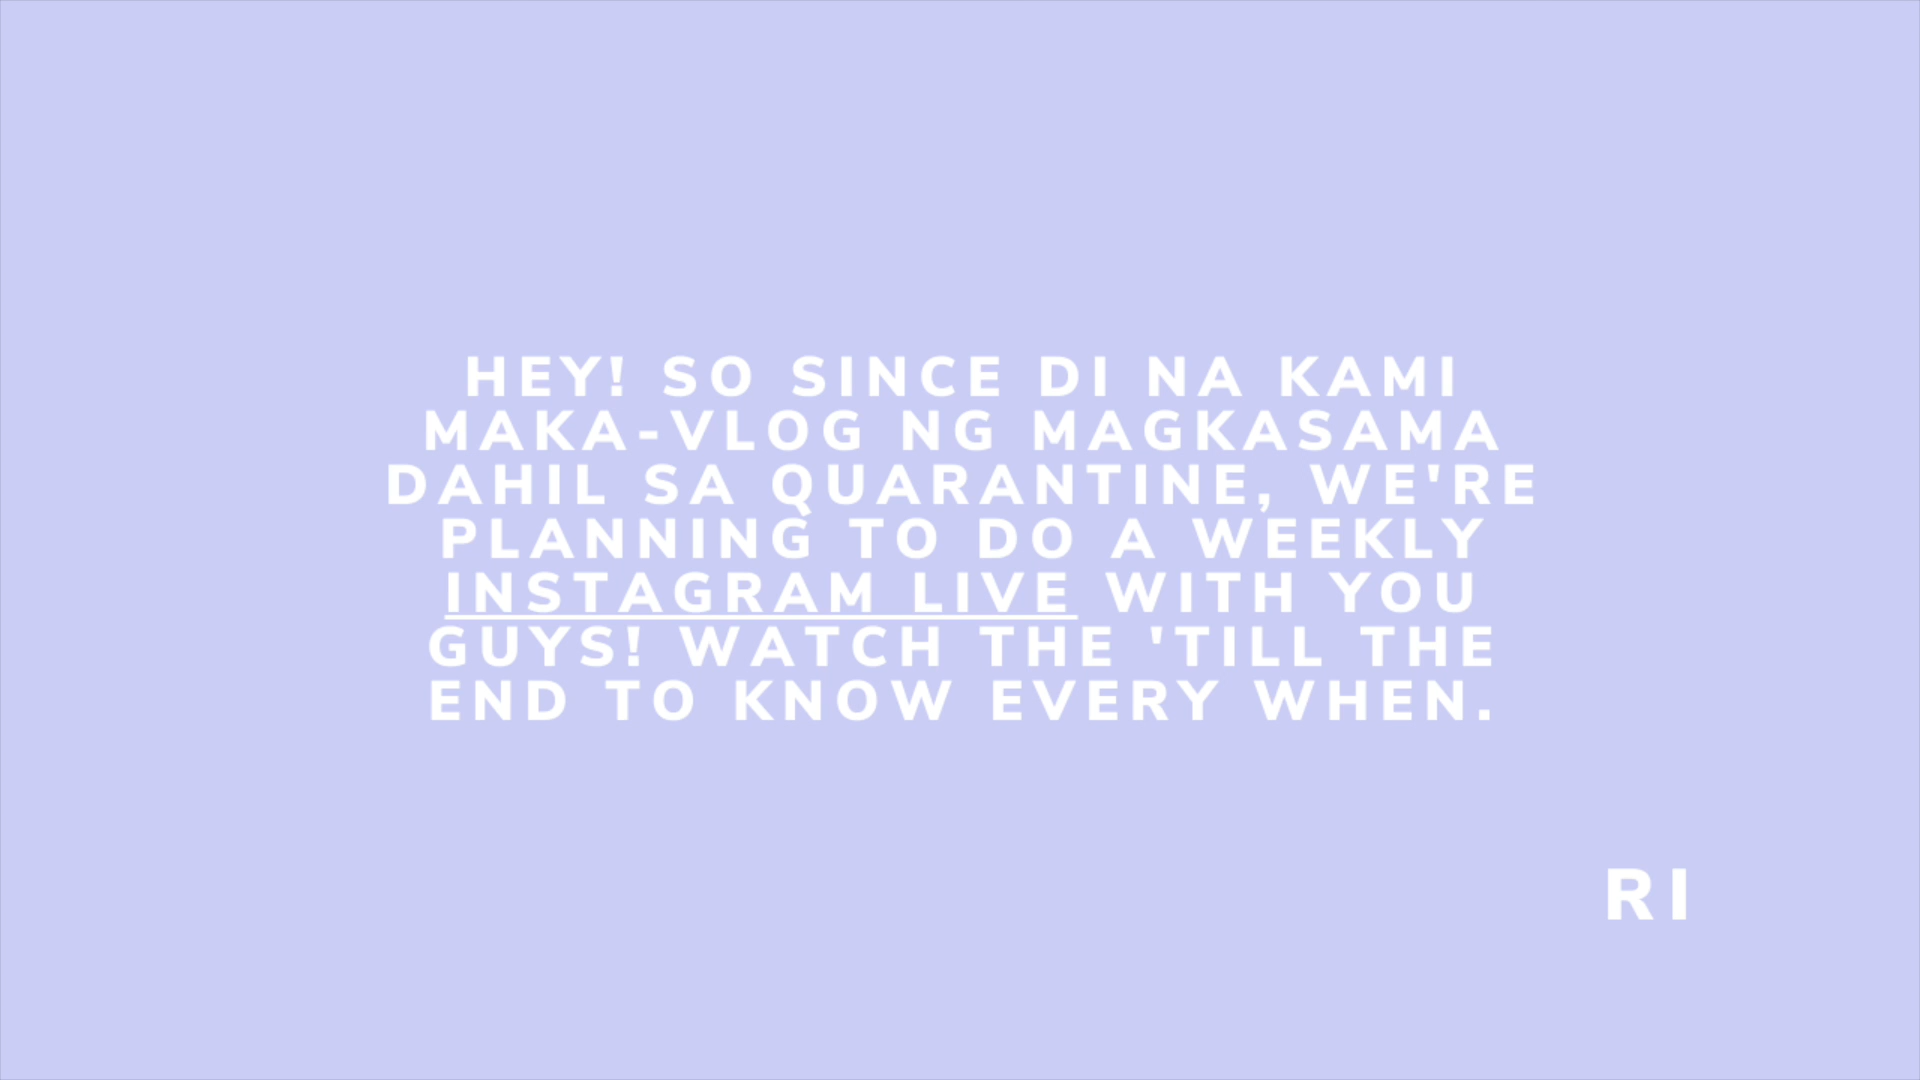 HEY! SO SINCE DI NA KAMI
MAKA-VLOG NG MAGKASAMA
DAHIL SA QUARANTINE, WE'RE
PLANNING TO DO A WEEKLY
INSTAGRAM LIVE WITH YOU
GUYS! WATCH THE 'TILL THE
END TO KNOW EVERY WHEN.
RI